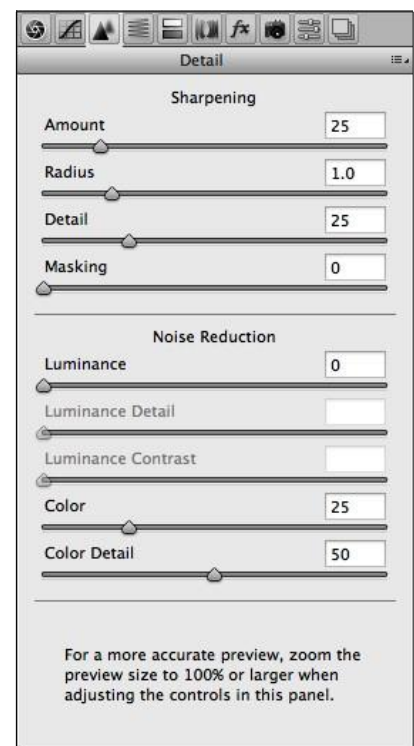 fx
Detail
Sharpening
Amount 25
Radius 1.0
Detail 25
Masking 0
Noise Reduction
Luminance 0
Luminance Detail
Luminance Contrast
Color 25
Color Detail 50
For a more accurate preview, zoom the
preview size to 100% or larger when
adjusting the controls in this panel.